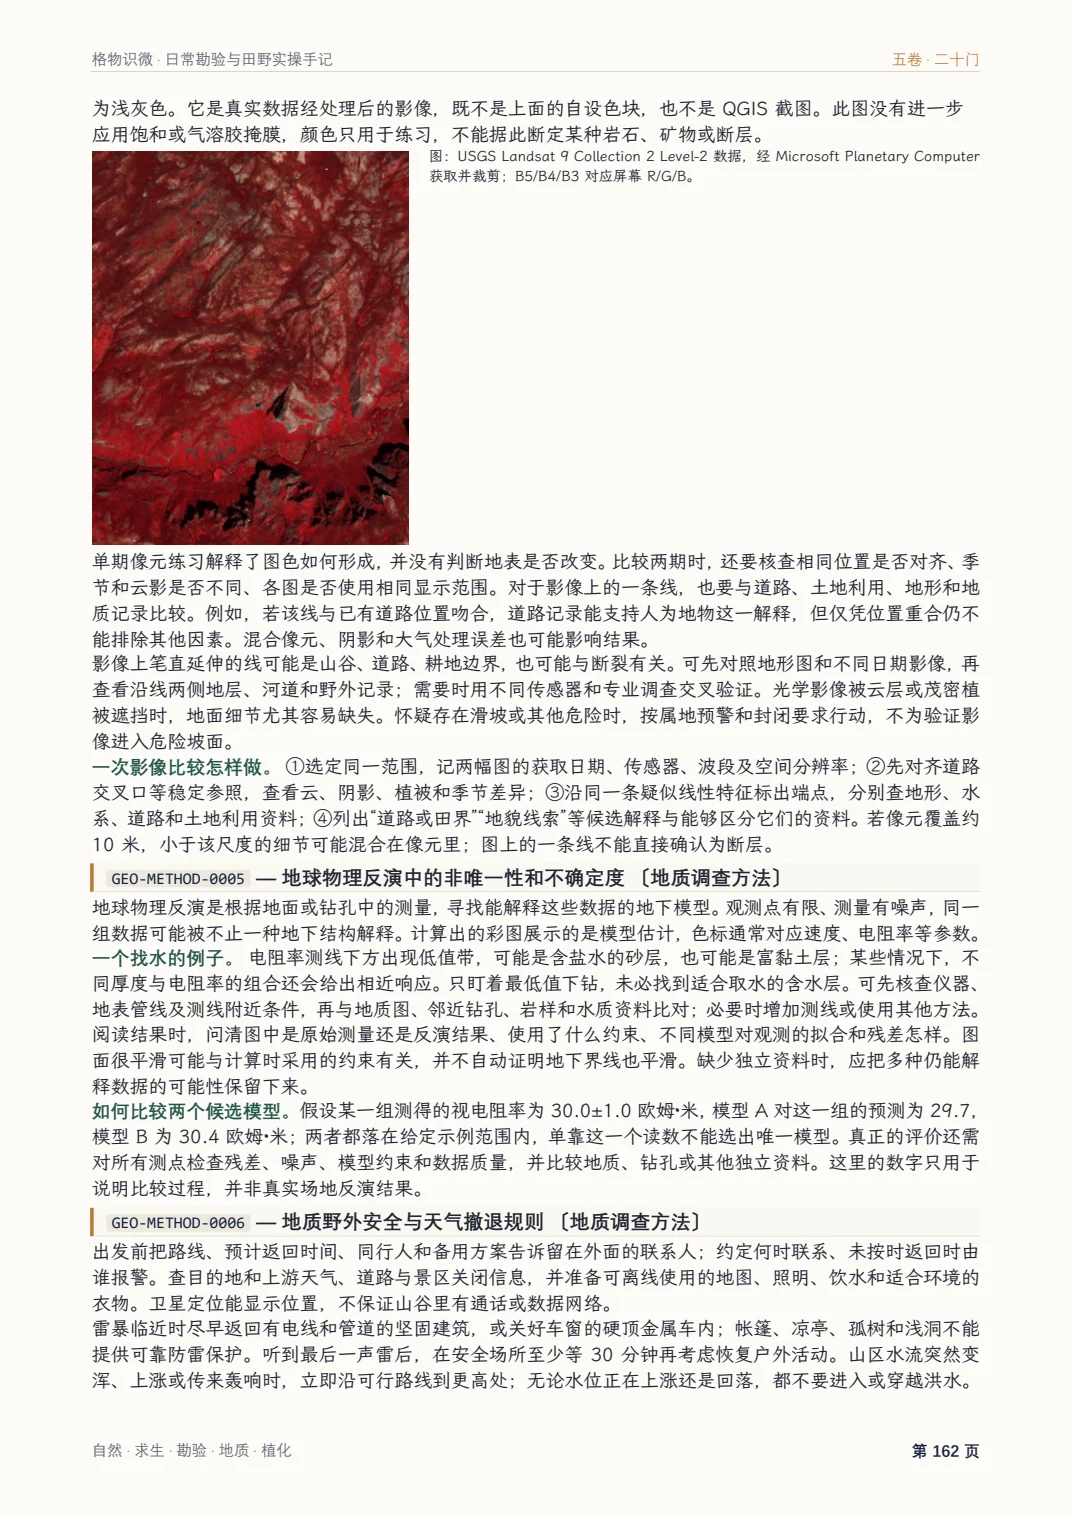 格物识微 · 日常勘验与田野实操手记
五卷 · 二十门
为浅灰色。它是真实数据经处理后的影像，既不是上面的自设色块，也不是 QGIS 截图。此图没有进一步
应用饱和或气溶胶掩膜，颜色只用于练习，不能据此断定某种岩石、矿物或断层。
图：USGS Landsat 9 Collection 2 Level-2 数据，经 Microsoft Planetary Computer
获取并裁剪；B5/B4/B3 对应屏幕 R/G/B。
单期像元练习解释了图色如何形成，并没有判断地表是否改变。比较两期时，还要核查相同位置是否对齐、季
节和云影是否不同、各图是否使用相同显示范围。对于影像上的一条线，也要与道路、土地利用、地形和地
质记录比较。例如，若该线与已有道路位置吻合，道路记录能支持人为地物这一解释，但仅凭位置重合仍不
能排除其他因素。混合像元、阴影和大气处理误差也可能影响结果。
影像上笔直延伸的线可能是山谷、道路、耕地边界，也可能与断裂有关。可先对照地形图和不同日期影像，再
查看沿线两侧地层、河道和野外记录；需要时用不同传感器和专业调查交叉验证。光学影像被云层或茂密植
被遮挡时，地面细节尤其容易缺失。怀疑存在滑坡或其他危险时，按属地预警和封闭要求行动，不为验证影
像进入危险坡面。
一次影像比较怎样做。 ①选定同一范围，记两幅图的获取日期、传感器、波段及空间分辨率；②先对齐道路
交叉口等稳定参照，查看云、阴影、植被和季节差异；③沿同一条疑似线性特征标出端点，分别查地形、水
系、道路和土地利用资料；④列出“道路或田界”“地貌线索”等候选解释与能够区分它们的资料。若像元覆盖约
10 米，小于该尺度的细节可能混合在像元里；图上的一条线不能直接确认为断层。
GEO-METHOD-0005 — 地球物理反演中的非唯一性和不确定度 〔地质调查方法〕
地球物理反演是根据地面或钻孔中的测量，寻找能解释这些数据的地下模型。观测点有限、测量有噪声，同一
组数据可能被不止一种地下结构解释。计算出的彩图展示的是模型估计，色标通常对应速度、电阻率等参数。
一个找水的例子。 电阻率测线下方出现低值带，可能是含盐水的砂层，也可能是富黏土层；某些情况下，不
同厚度与电阻率的组合还会给出相近响应。只盯着最低值下钻，未必找到适合取水的含水层。可先核查仪器、
地表管线及测线附近条件，再与地质图、邻近钻孔、岩样和水质资料比对；必要时增加测线或使用其他方法。
阅读结果时，问清图中是原始测量还是反演结果、使用了什么约束、不同模型对观测的拟合和残差怎样。图
面很平滑可能与计算时采用的约束有关，并不自动证明地下界线也平滑。缺少独立资料时，应把多种仍能解
释数据的可能性保留下来。
如何比较两个候选模型。假设某一组测得的视电阻率为 30.0±1.0 欧姆·米，模型 A 对这一组的预测为 29.7，
模型 B 为 30.4 欧姆·米；两者都落在给定示例范围内，单靠这一个读数不能选出唯一模型。真正的评价还需
对所有测点检查残差、噪声、模型约束和数据质量，并比较地质、钻孔或其他独立资料。这里的数字只用于
说明比较过程，并非真实场地反演结果。
GEO-METHOD-0006 — 地质野外安全与天气撤退规则 〔地质调查方法〕
出发前把路线、预计返回时间、同行人和备用方案告诉留在外面的联系人；约定何时联系、未按时返回时由
谁报警。查目的地和上游天气、道路与景区关闭信息，并准备可离线使用的地图、照明、饮水和适合环境的
衣物。卫星定位能显示位置，不保证山谷里有通话或数据网络。
雷暴临近时尽早返回有电线和管道的坚固建筑，或关好车窗的硬顶金属车内；帐篷、凉亭、孤树和浅洞不能
提供可靠防雷保护。听到最后一声雷后，在安全场所至少等 30 分钟再考虑恢复户外活动。山区水流突然变
浑、上涨或传来轰响时，立即沿可行路线到更高处；无论水位正在上涨还是回落，都不要进入或穿越洪水。
自然 · 求生 · 勘验 · 地质 · 植化
第 162 页